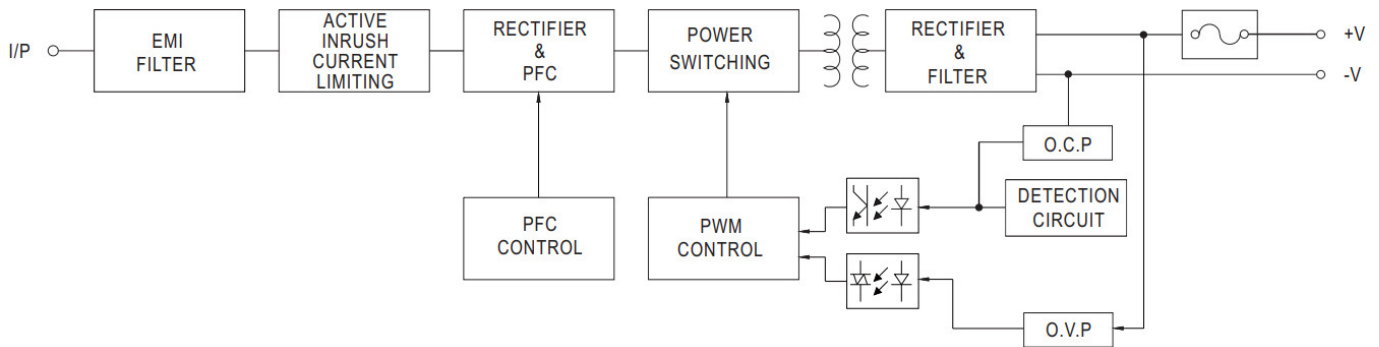 I/P
EMI
FILTER
ACTIVE
INRUSH
CURRENT
LIMITING
RECTIFIER
&
PFC
POWER
SWITCHING
RECTIFIER
&
FILTER
+V
-V
O.C.P
DETECTION
CIRCUIT
PFC
CONTROL
PWM
CONTROL
O.V.P